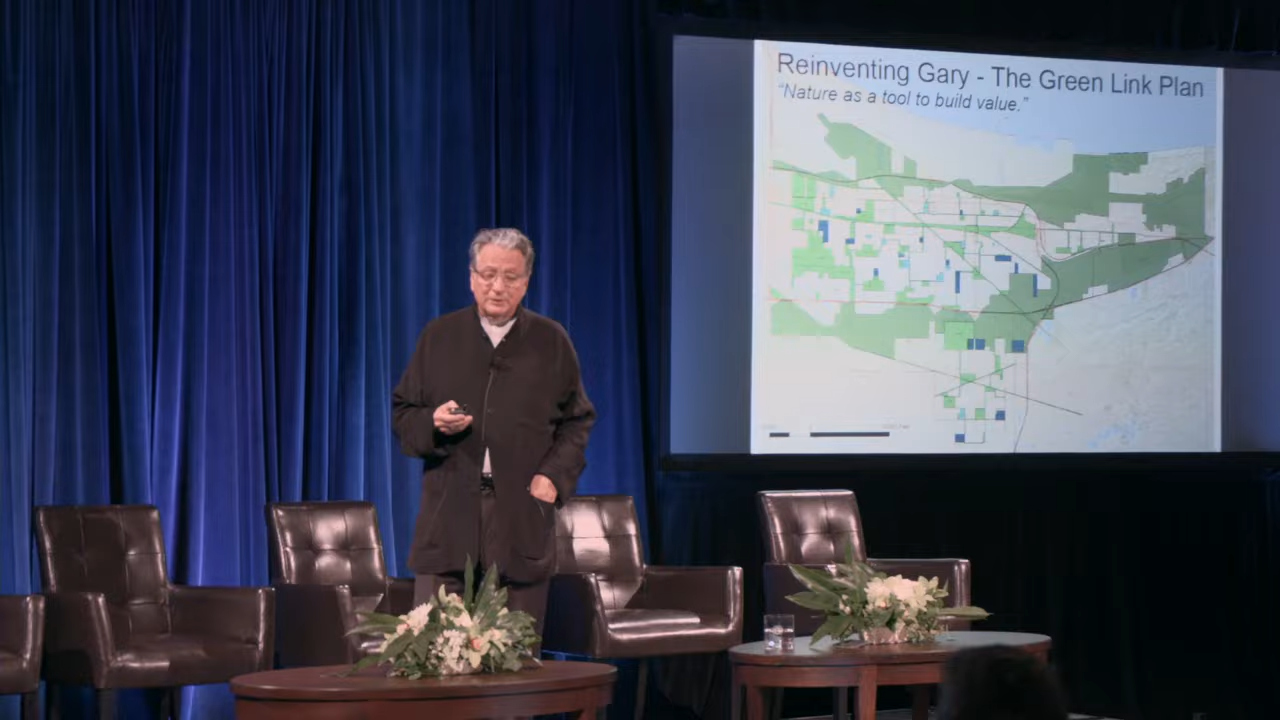 Reinventing Gary - The Green Link Plan
“Nature as a tool to build value.”